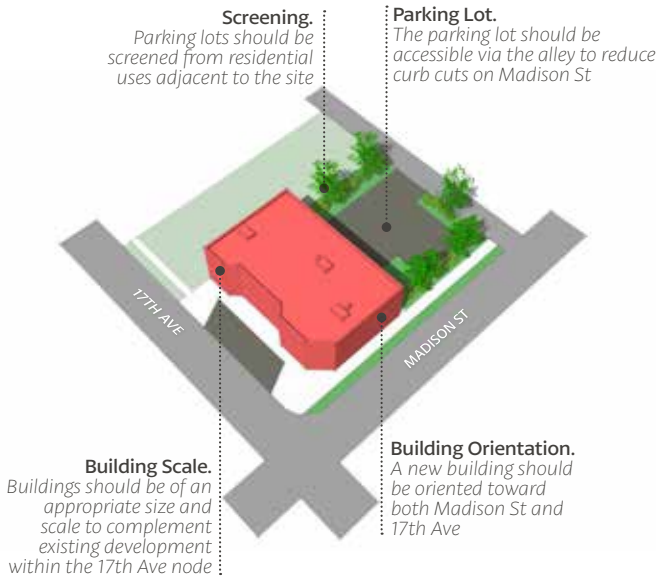 Screening.
Parking lots should be
screened from residential
uses adjacent to the site
Parking Lot.
The parking lot should be
accessible via the alley to reduce
curb cuts on Madison St
17TH AVE
MADISON ST
Building Scale.
Buildings should be of an
appropriate size and
scale to complement
existing development
within the 17th Ave node
Building Orientation.
A new building should
be oriented toward
both Madison St and
17th Ave